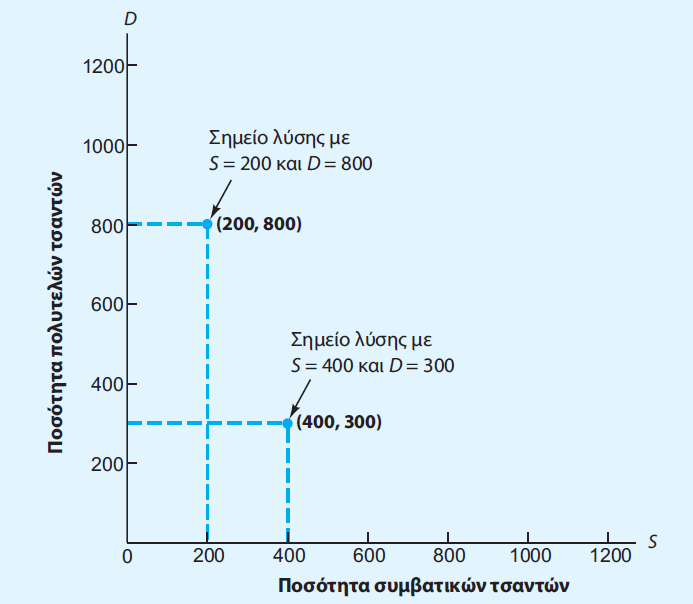 D
1200
Σημείο λύσης με
1000
S = 200 και D = 800
800
(200, 800)
Ποσότητα πολυτελών τσαντών
600
Σημείο λύσης με
S = 400 και D = 300
400
(400, 300)
200
S
0 200 400 600 800 1000 1200
Ποσότητα συμβατικών τσαντών